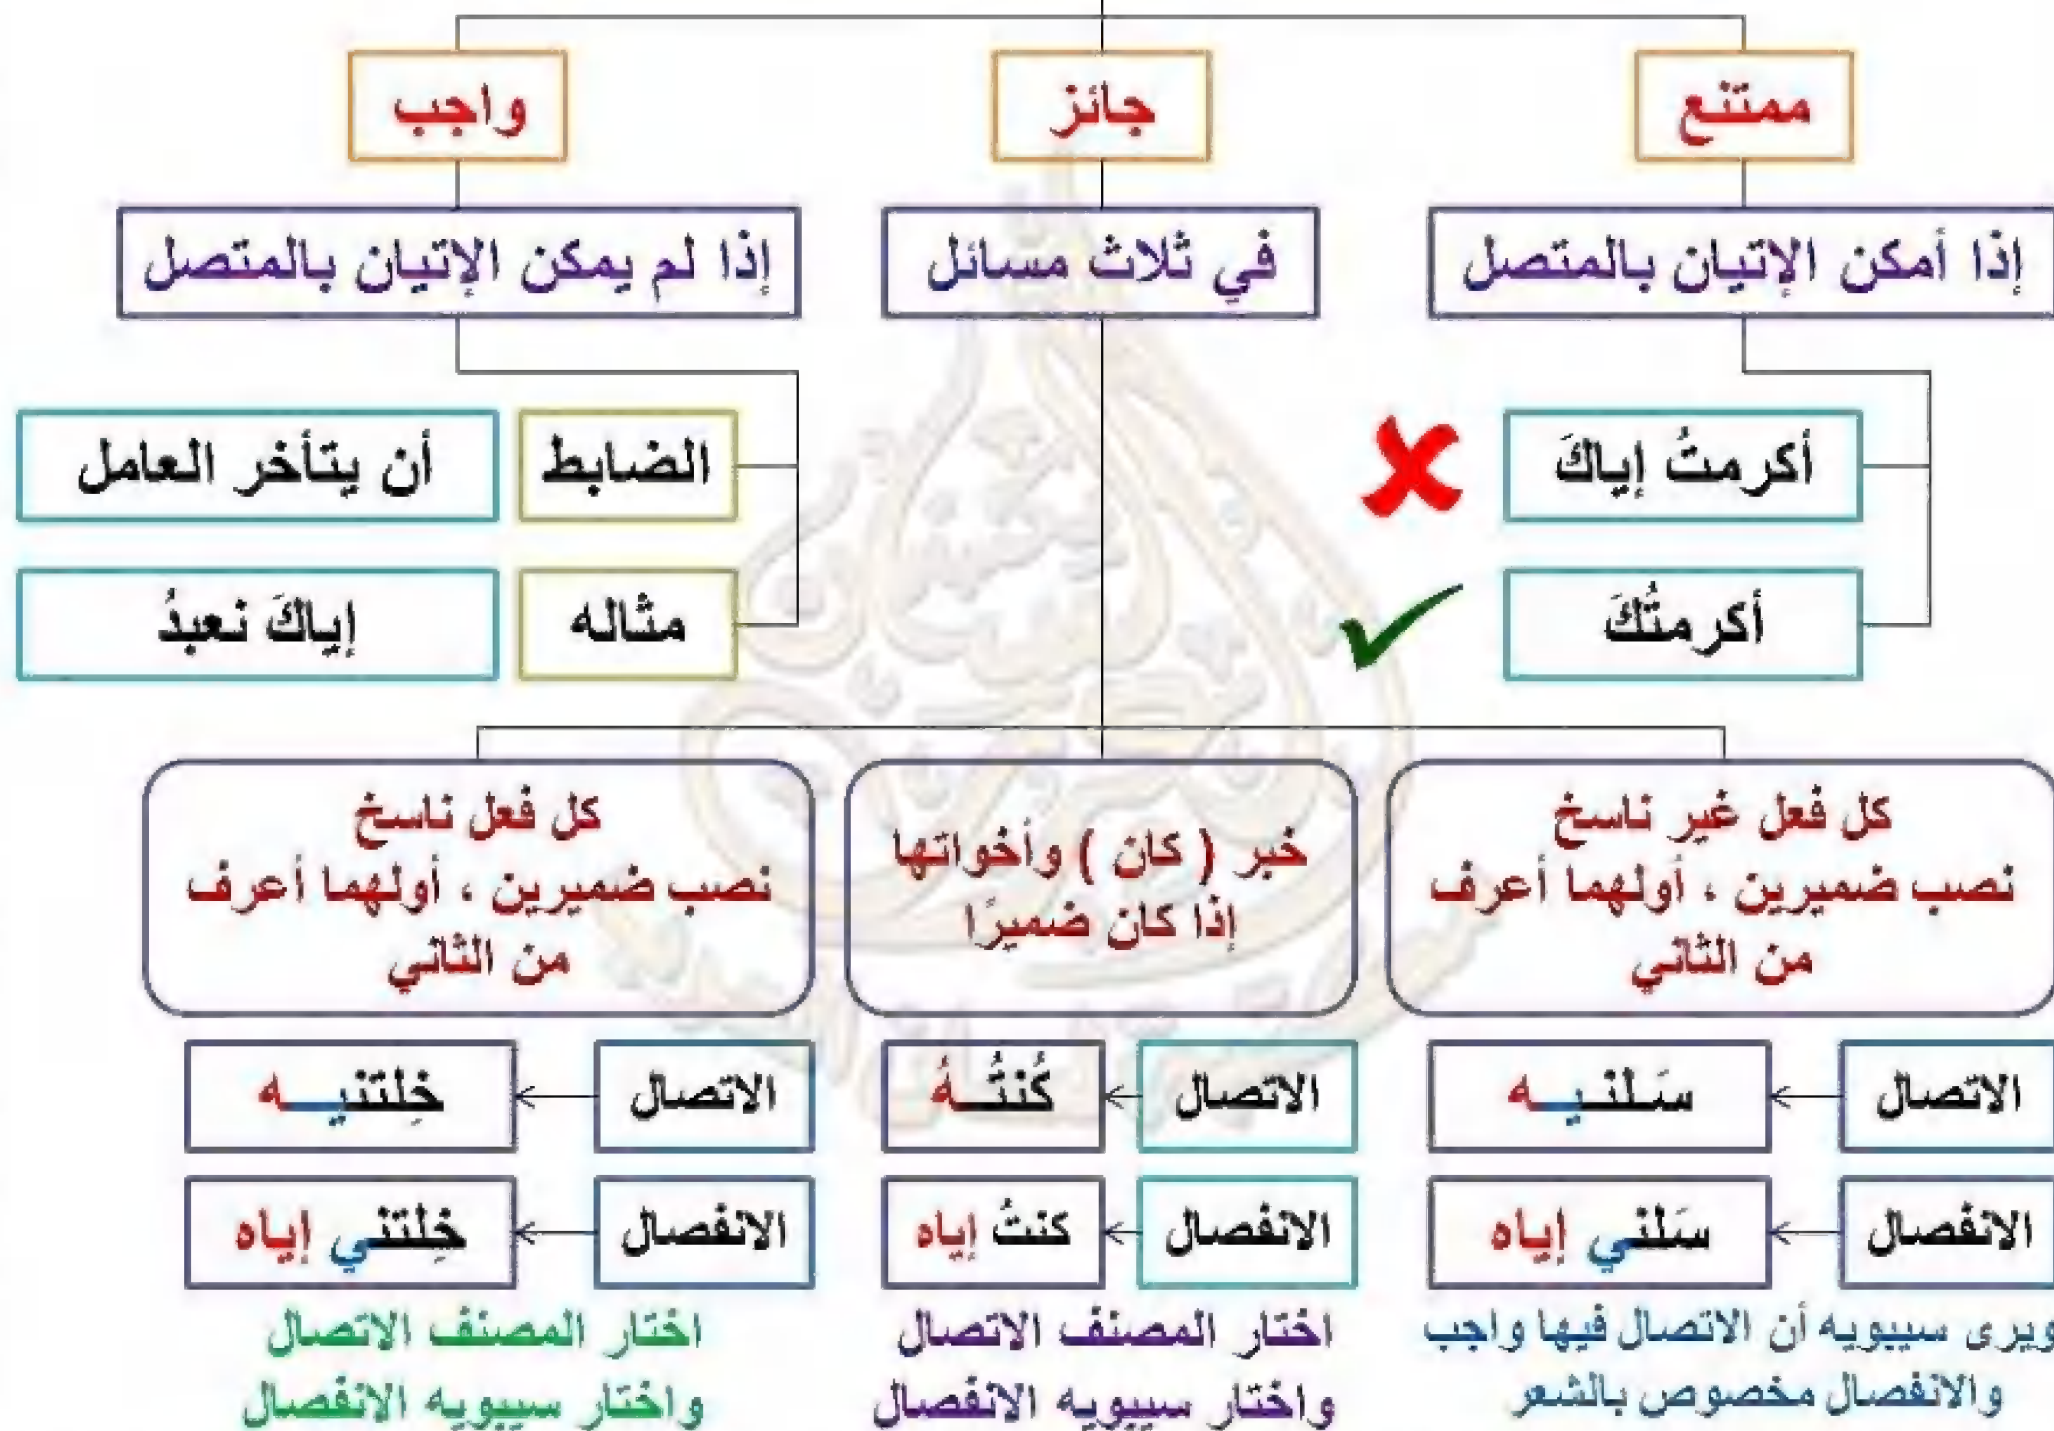 ممتنع
جائز
واجب
إذا أمكن الإتيان بالمتصل
في ثلاث مسائل
إذا لم يمكن الإتيان بالمتصل
أكرمتُ إياكَ
أكرمتُكَ
الضابط
أن يتأخر العامل
مثاله
إياكَ نعبدُ
كل فعل غير ناسخ
نصب ضميرين ، أولهما أعرف
من الثاني
خبر ( كان ) وأخواتها
إذا كان ضميرًا
كل فعل ناسخ
نصب ضميرين ، أولهما أعرف
من الثاني
الاتصال
سَلنيـه
الاتصال
كُنتُـهُ
الاتصال
خِلتنيـه
الانفصال
سَلني إياه
الانفصال
كنتُ إياه
الانفصال
خِلتني إياه
ويرى سيبويه أن الاتصال فيها واجب
والانفصال مخصوص بالشعر
اختار المصنف الاتصال
واختار سيبويه الانفصال
اختار المصنف الاتصال
واختار سيبويه الانفصال